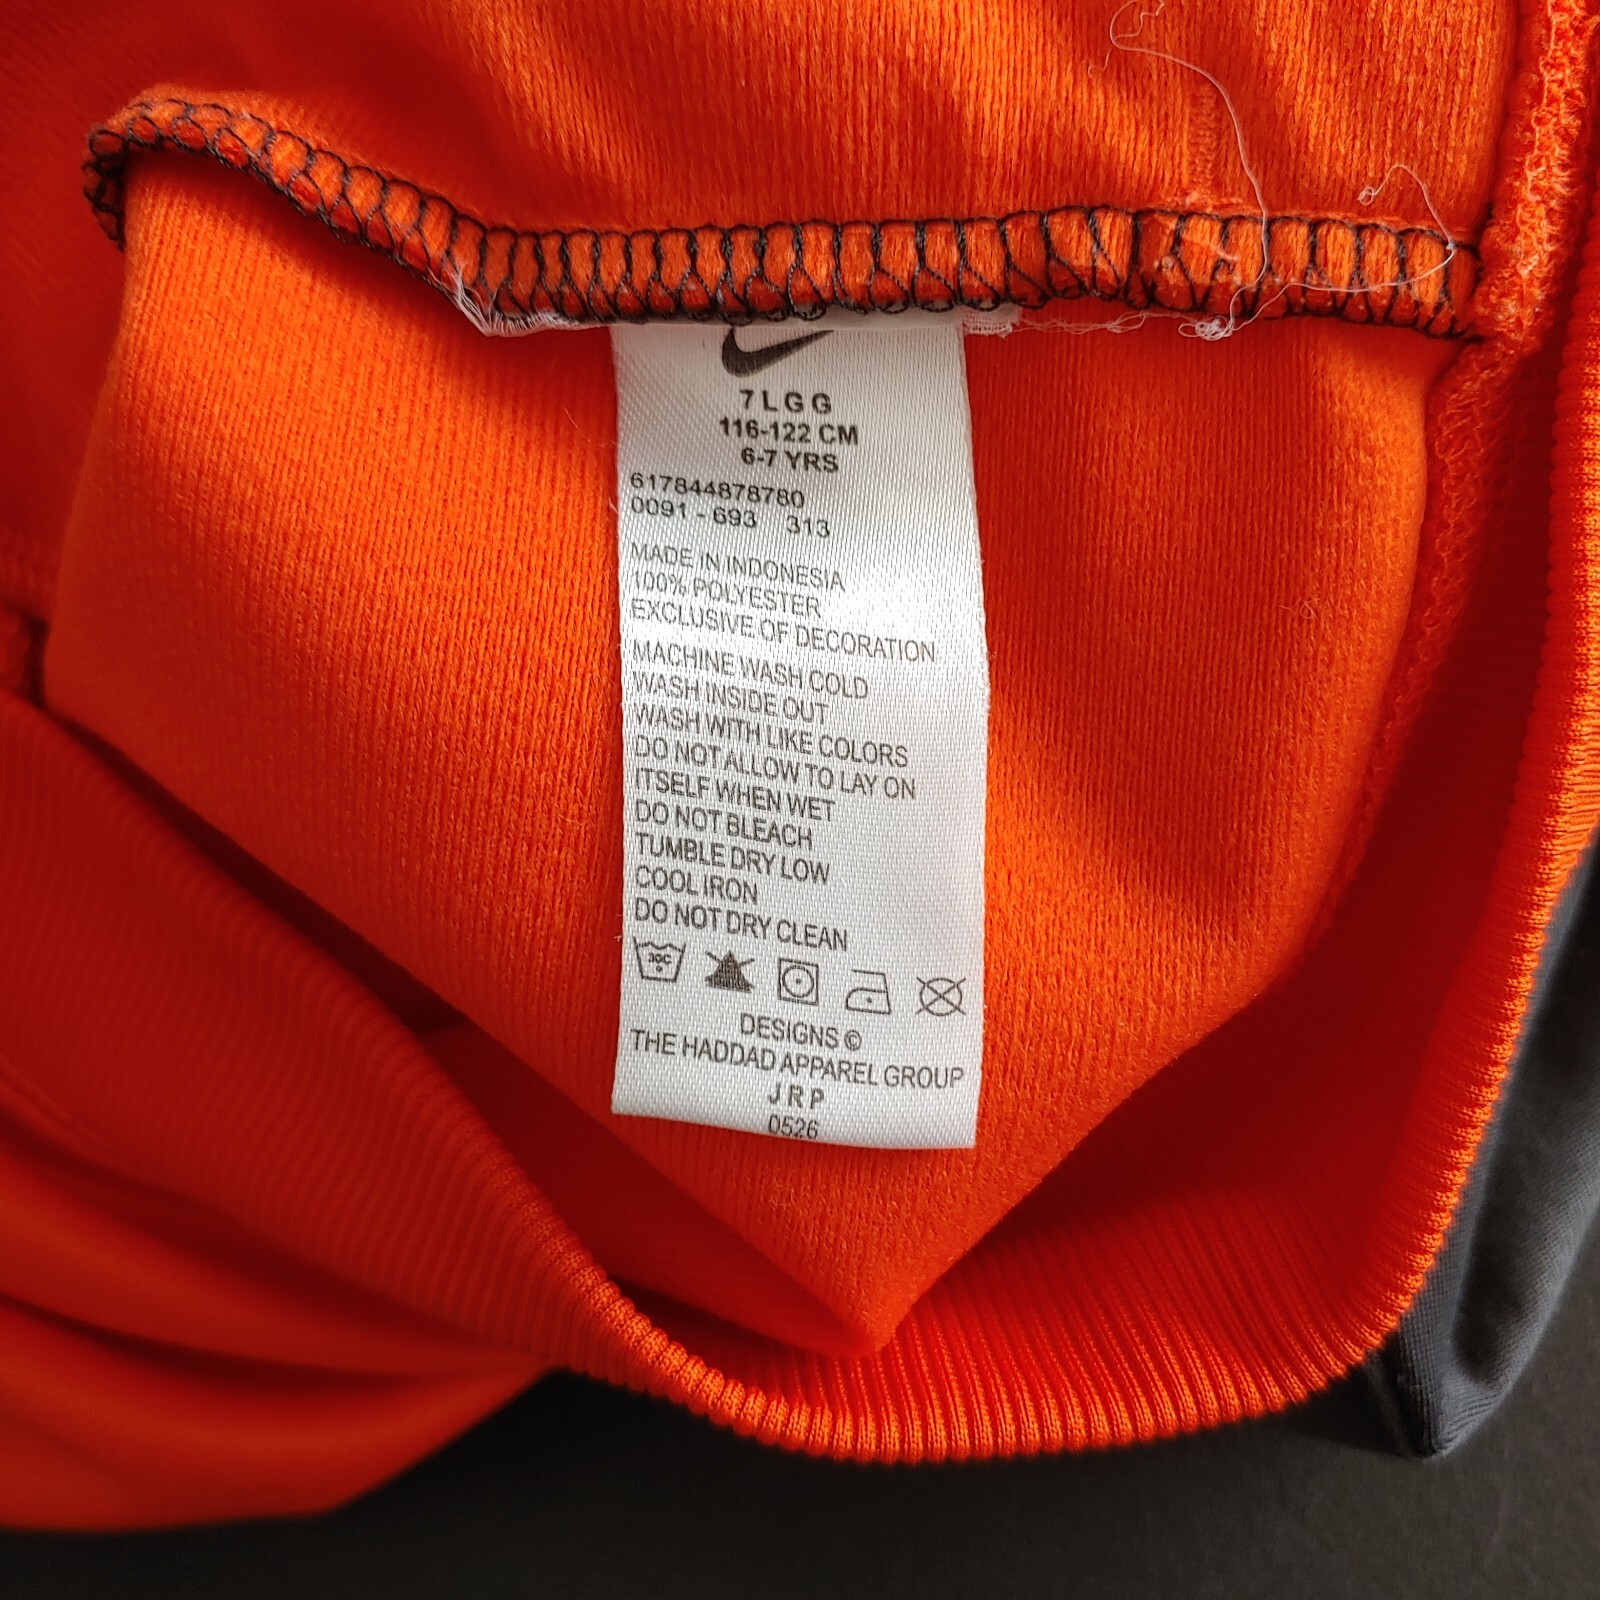 7 L G G
116-122 CM
6-7 YRS
617844878780
0091 - 693 313
MADE IN INDONESIA
100% POLYESTER
EXCLUSIVE OF DECORATION
MACHINE WASH COLD
WASH INSIDE OUT
WASH WITH LIKE COLORS
DO NOT ALLOW TO LAY ON
ITSELF WHEN WET
DO NOT BLEACH
TUMBLE DRY LOW
COOL IRON
DO NOT DRY CLEAN
30C
DESIGNS ©
THE HADDAD APPAREL GROUP
J R P
0526